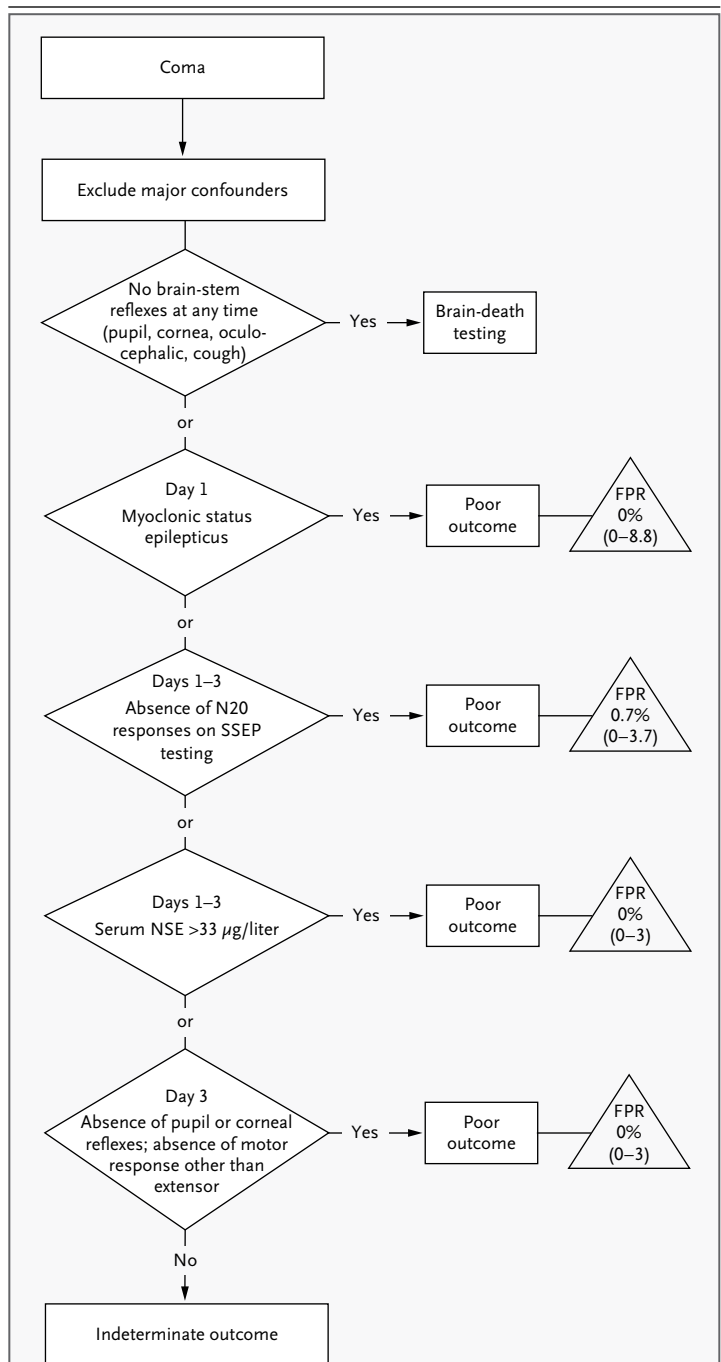 Coma
Exclude major confounders
No brain-stem
reflexes at any time
(pupil, cornea, oculo-
cephalic, cough)
Yes
Brain-death
testing
or
Day 1
Myoclonic status
epilepticus
Yes
Poor
outcome
FPR
0%
(0–8.8)
or
Days 1–3
Absence of N20
responses on SSEP
testing
Yes
Poor
outcome
FPR
0.7%
(0–3.7)
or
Days 1–3
Serum NSE >33 µg/liter
Yes
Poor
outcome
FPR
0%
(0–3)
or
Day 3
Absence of pupil or corneal
reflexes; absence of motor
response other than
extensor
Yes
Poor
outcome
FPR
0%
(0–3)
No
Indeterminate outcome